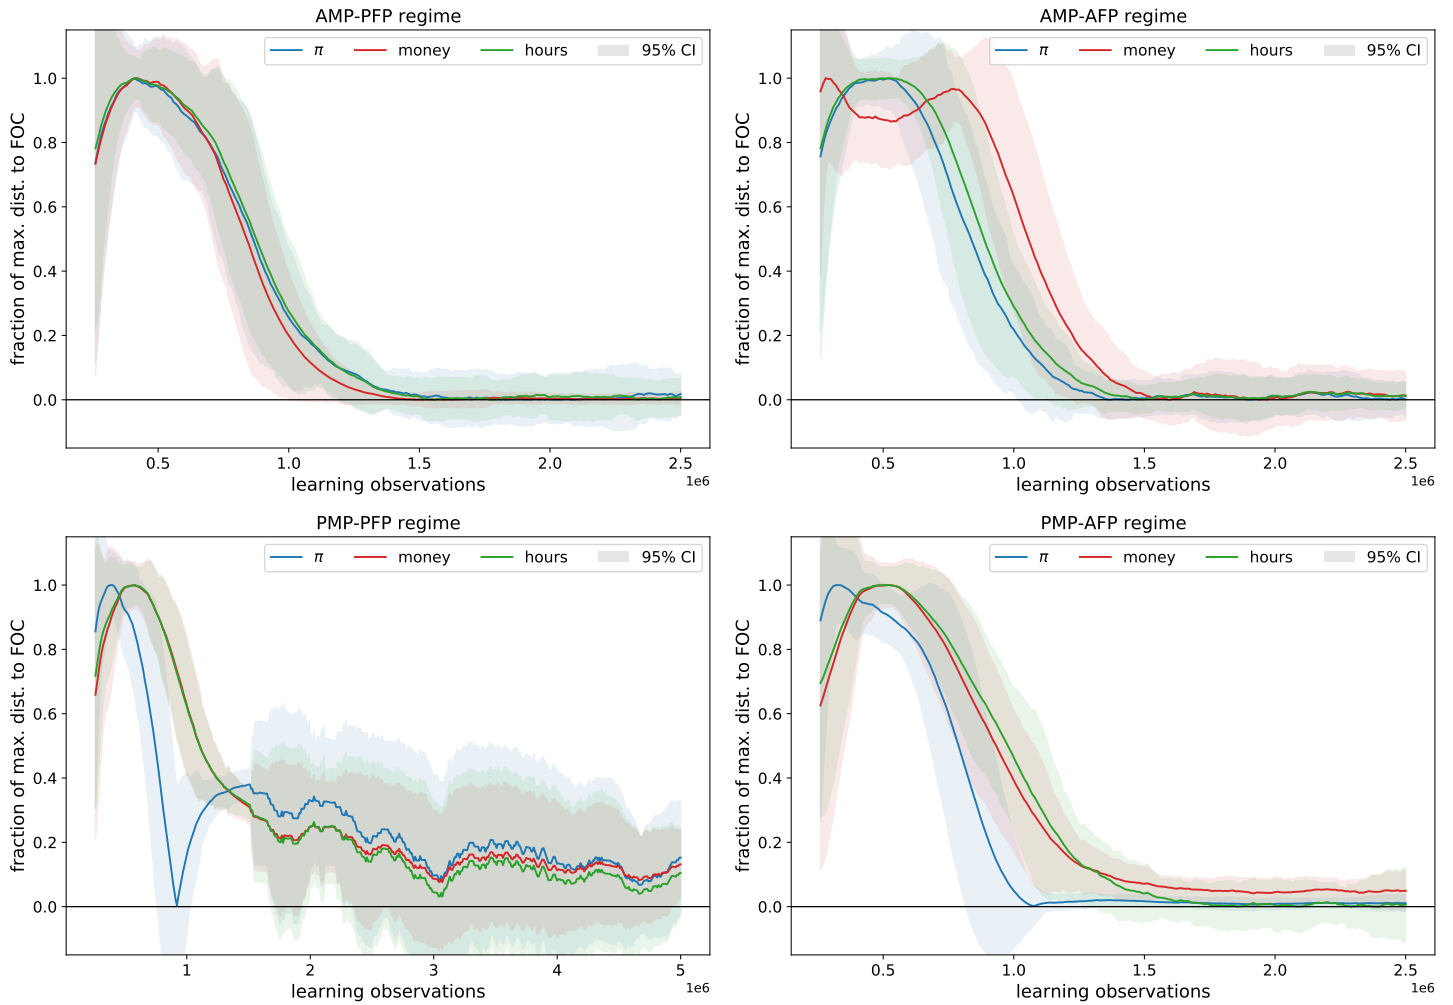 AMP-PFP regime
π money hours 95% CI
fraction of max. dist. to FOC
1.0
0.8
0.6
0.4
0.2
0.0
0.5 1.0 1.5 2.0 2.5
1e6
learning observations
AMP-AFP regime
π money hours 95% CI
fraction of max. dist. to FOC
1.0
0.8
0.6
0.4
0.2
0.0
0.5 1.0 1.5 2.0 2.5
1e6
learning observations
PMP-PFP regime
π money hours 95% CI
fraction of max. dist. to FOC
1.0
0.8
0.6
0.4
0.2
0.0
1 2 3 4 5
1e6
learning observations
PMP-AFP regime
π money hours 95% CI
fraction of max. dist. to FOC
1.0
0.8
0.6
0.4
0.2
0.0
0.5 1.0 1.5 2.0 2.5
1e6
learning observations